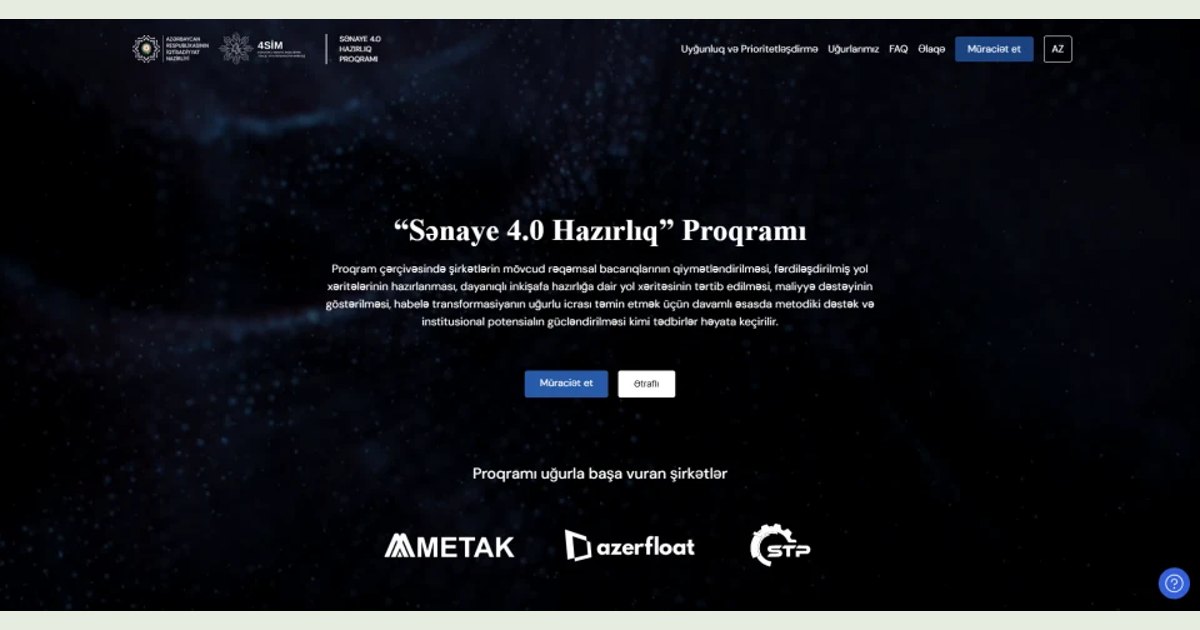 AZƏRBAYCAN
RESPUBLİKASININ
İQTİSADİYYAT
NAZİRLİYİ
4SİM
SƏNAYE 4.0
HAZIRLIQ
PROQRAMI
Uyğunluq və Prioritetləşdirmə
Uğurlarımız
FAQ
Əlaqə
Müraciət et
AZ
“Sənaye 4.0 Hazırlıq” Proqramı
Proqram çərçivəsində şirkətlərin mövcud rəqəmsal bacarıqlarının qiymətləndirilməsi, fərdiləşdirilmiş yol
xəritələrinin hazırlanması, dayanıqlı inkişafa hazırlığa dair yol xəritəsinin tərtib edilməsi, maliyyə dəstəyinin
göstərilməsi, habelə transformasiyanın uğurlu icrası təmin etmək üçün davamlı əsasda metodiki dəstək və
institusional potensialın gücləndirilməsi kimi tədbirlər həyata keçirilir.
Müraciət et
Ətraflı
Proqramı uğurla başa vuran şirkətlər
METAK
azerfloat
STP